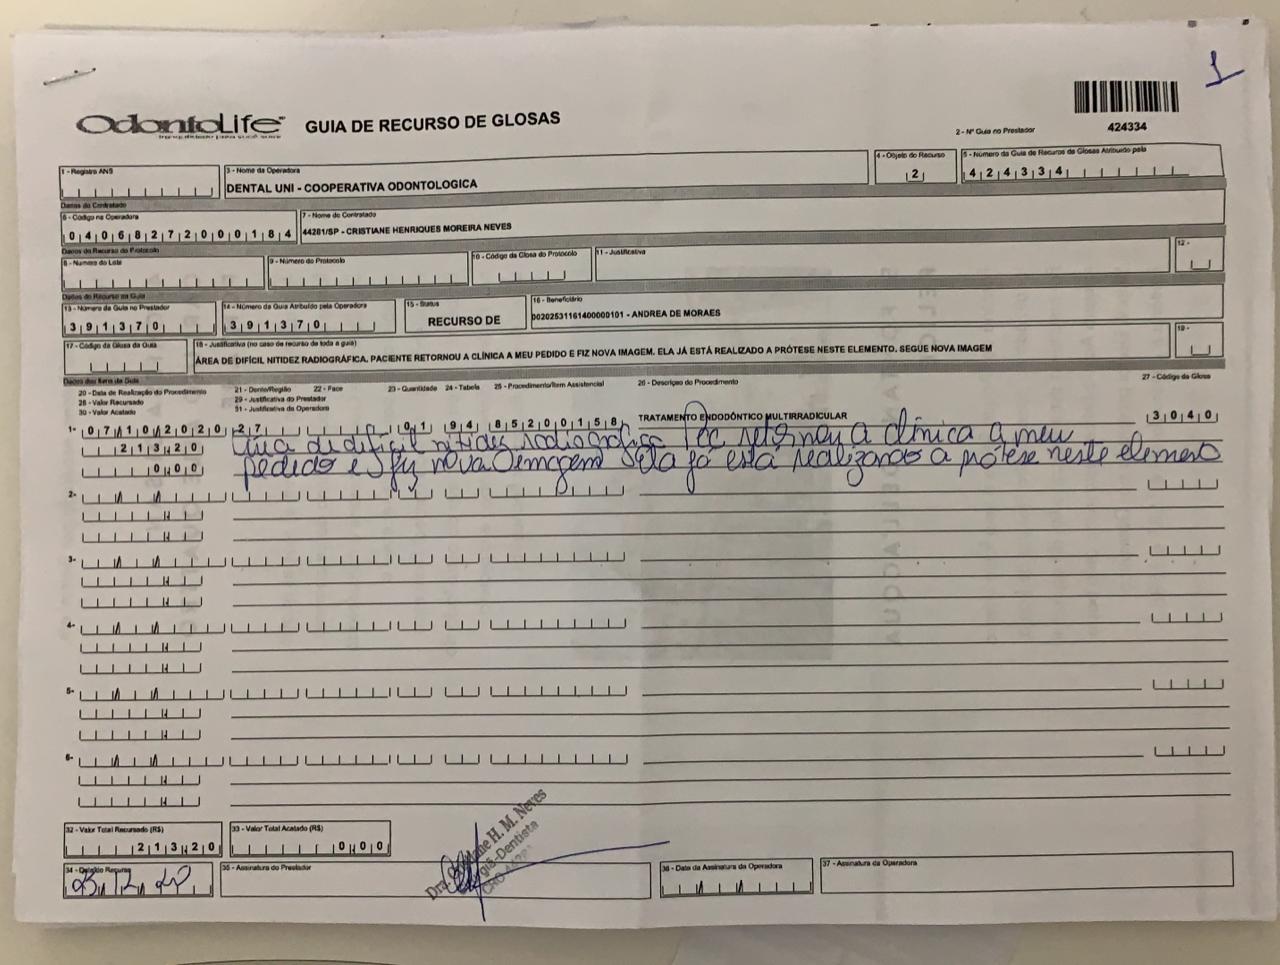 1
OdontoLife GUIA DE RECURSO DE GLOSAS
2 - Nº Guia no Prestador 424334
1 - Registro ANS
3 - Nome da Operadora
DENTAL UNI - COOPERATIVA ODONTOLOGICA
4 - Objeto do Recurso
2
5 - Número da Guia de Recurso de Glosas Atribuído pela
424334
Dados do Contratado
6 - Código na Operadora
04068272000184
7 - Nome do Contratado
44281/SP - CRISTIANE HENRIQUES MOREIRA NEVES
Dados do Recurso do Protocolo
8 - Número do Lote
9 - Número do Protocolo
10 - Código da Glosa do Protocolo
11 - Justificativa
12 -
Dados do Recurso na Guia
13 - Número da Guia no Prestador
391370
14 - Número da Guia Atribuído pela Operadora
391370
15 - Status
RECURSO DE
16 - Beneficiário
00202531161400000101 - ANDREA DE MORAES
17 - Código da Glosa da Guia
18 - Justificativa (no caso de recurso de toda a guia)
ÁREA DE DIFÍCIL NITIDEZ RADIOGRÁFICA, PACIENTE RETORNOU A CLÍNICA A MEU PEDIDO E FIZ NOVA IMAGEM. ELA JÁ ESTÁ REALIZADO A PRÓTESE NESTE ELEMENTO. SEGUE NOVA IMAGEM
19 -
Dados dos Itens da Guia
20 - Data de Realização do Procedimento 21 - Dente/Região 22 - Face 23 - Quantidade 24 - Tabela 25 - Procedimento/Item Assistencial 26 - Descrição do Procedimento 27 - Código da Glosa
28 - Valor Recursado 29 - Justificativa do Prestador
30 - Valor Acatado 31 - Justificativa da Operadora
1- 07102020 27 01 94 85200158 TRATAMENTO ENDODÔNTICO MULTIRRADICULAR 3040
21320 de difícil nitides radiográfica Pac retornou a clínica a meu
000 pedido e fiz nova imagem Ela já está realizando a prótese neste elemento
2-
3-
4-
5-
6-
32 - Valor Total Recursado (R$)
21320
33 - Valor Total Acatado (R$)
000
34 -
35 - Assinatura do Prestador
H. M. Neves
Cirurgiã-Dentista
36 - Data da Assinatura da Operadora
37 - Assinatura da Operadora